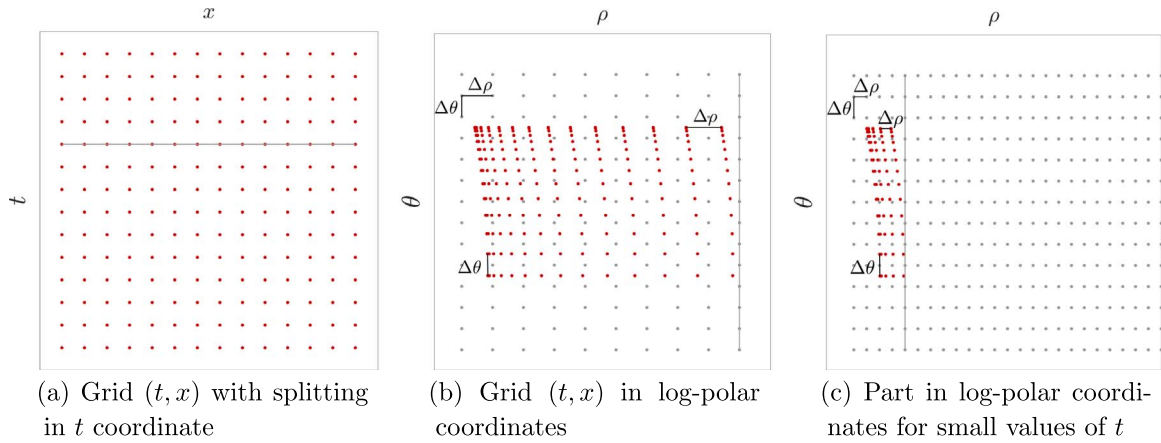 x
ρ
ρ
t
θ
θ
Δρ
Δθ
Δρ
Δθ
Δρ
Δθ
Δρ
Δθ
(a) Grid (t, x) with splitting
in t coordinate
(b) Grid (t, x) in log-polar
coordinates
(c) Part in log-polar coordi-
nates for small values of t